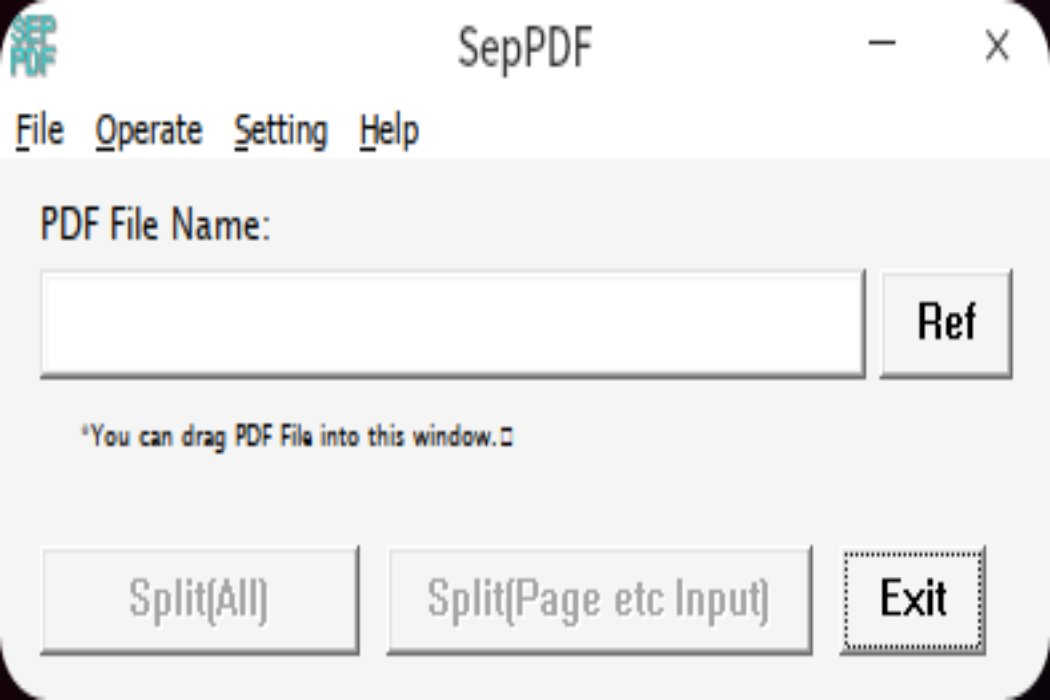 SEP
PDF
SepPDF
File Operate Setting Help
PDF File Name:
Ref
*You can drag PDF File into this window.
Split(All) Split(Page etc Input) Exit